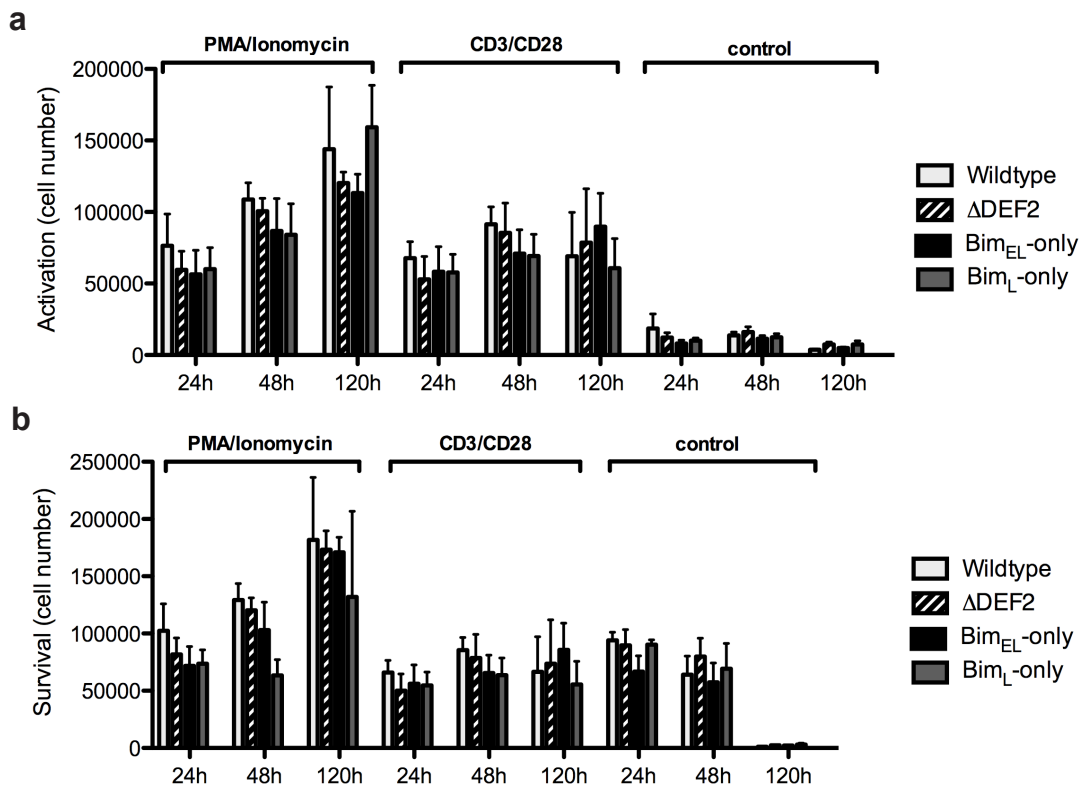 a
PMA/Ionomycin CD3/CD28 control
Activation (cell number)
200000
150000
100000
50000
0
24h 48h 120h 24h 48h 120h 24h 48h 120h
Wildtype
ΔDEF2
BimEL-only
BimL-only
b
PMA/Ionomycin CD3/CD28 control
Survival (cell number)
250000
200000
150000
100000
50000
0
24h 48h 120h 24h 48h 120h 24h 48h 120h
Wildtype
ΔDEF2
BimEL-only
BimL-only